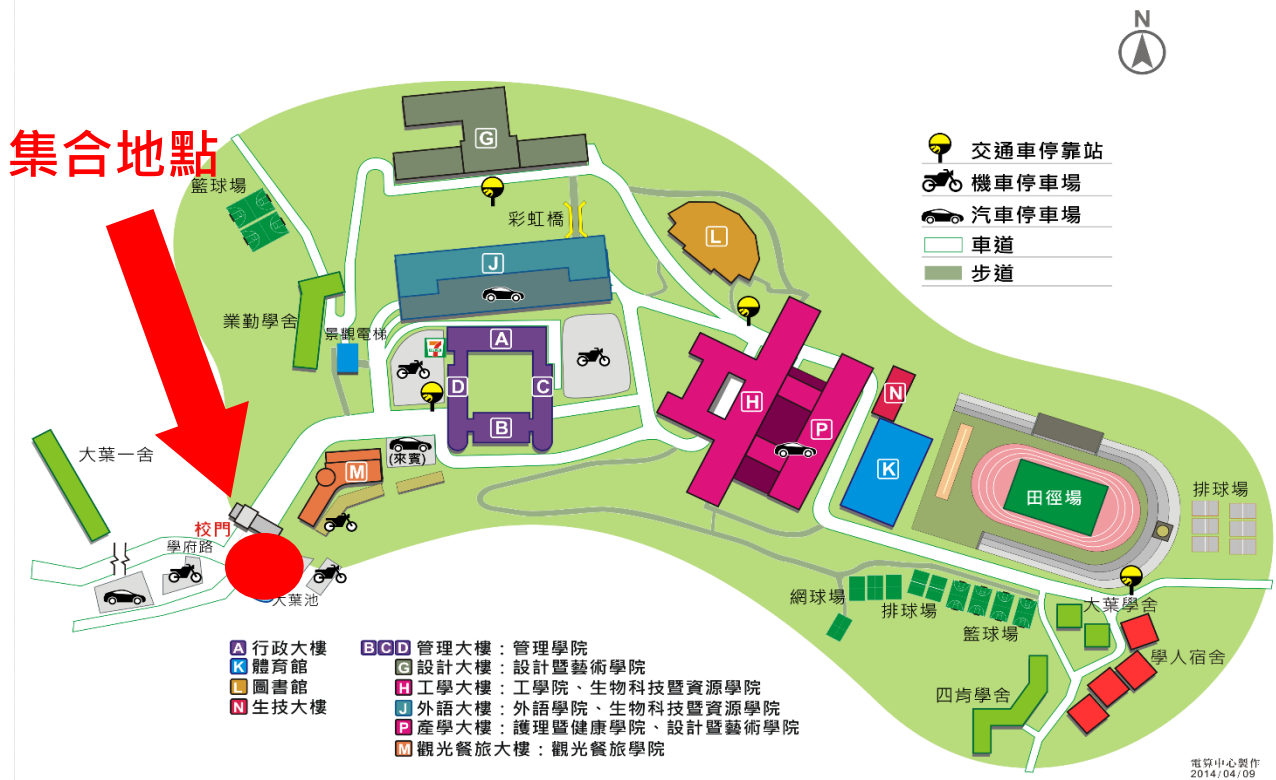 N
集合地點
籃球場
G
交通車停靠站
機車停車場
汽車停車場
車道
步道
彩虹橋
L
J
業勤學舍
景觀電梯
A
D
C
B
H
N
P
K
大葉一舍
(來賓)
M
田徑場
排球場
校門
學府路
大葉池
網球場
排球場
籃球場
大葉學舍
學人宿舍
四肯學舍
A 行政大樓
K 體育館
L 圖書館
N 生技大樓
B C D 管理大樓：管理學院
G 設計大樓：設計暨藝術學院
H 工學大樓：工學院、生物科技暨資源學院
J 外語大樓：外語學院、生物科技暨資源學院
P 產學大樓：護理暨健康學院、設計暨藝術學院
M 觀光餐旅大樓：觀光餐旅學院
電算中心製作
2014/04/09